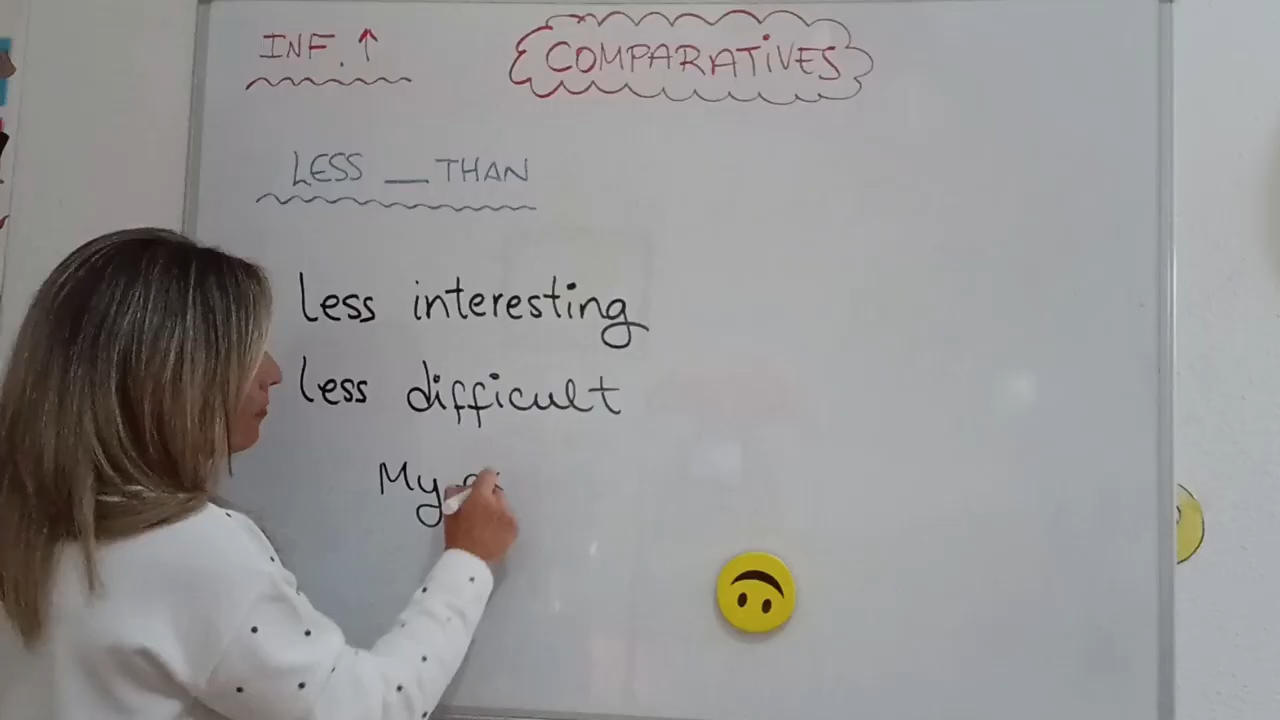 INF. ↑
COMPARATIVES
LESS __ THAN
less interesting
less difficult
My